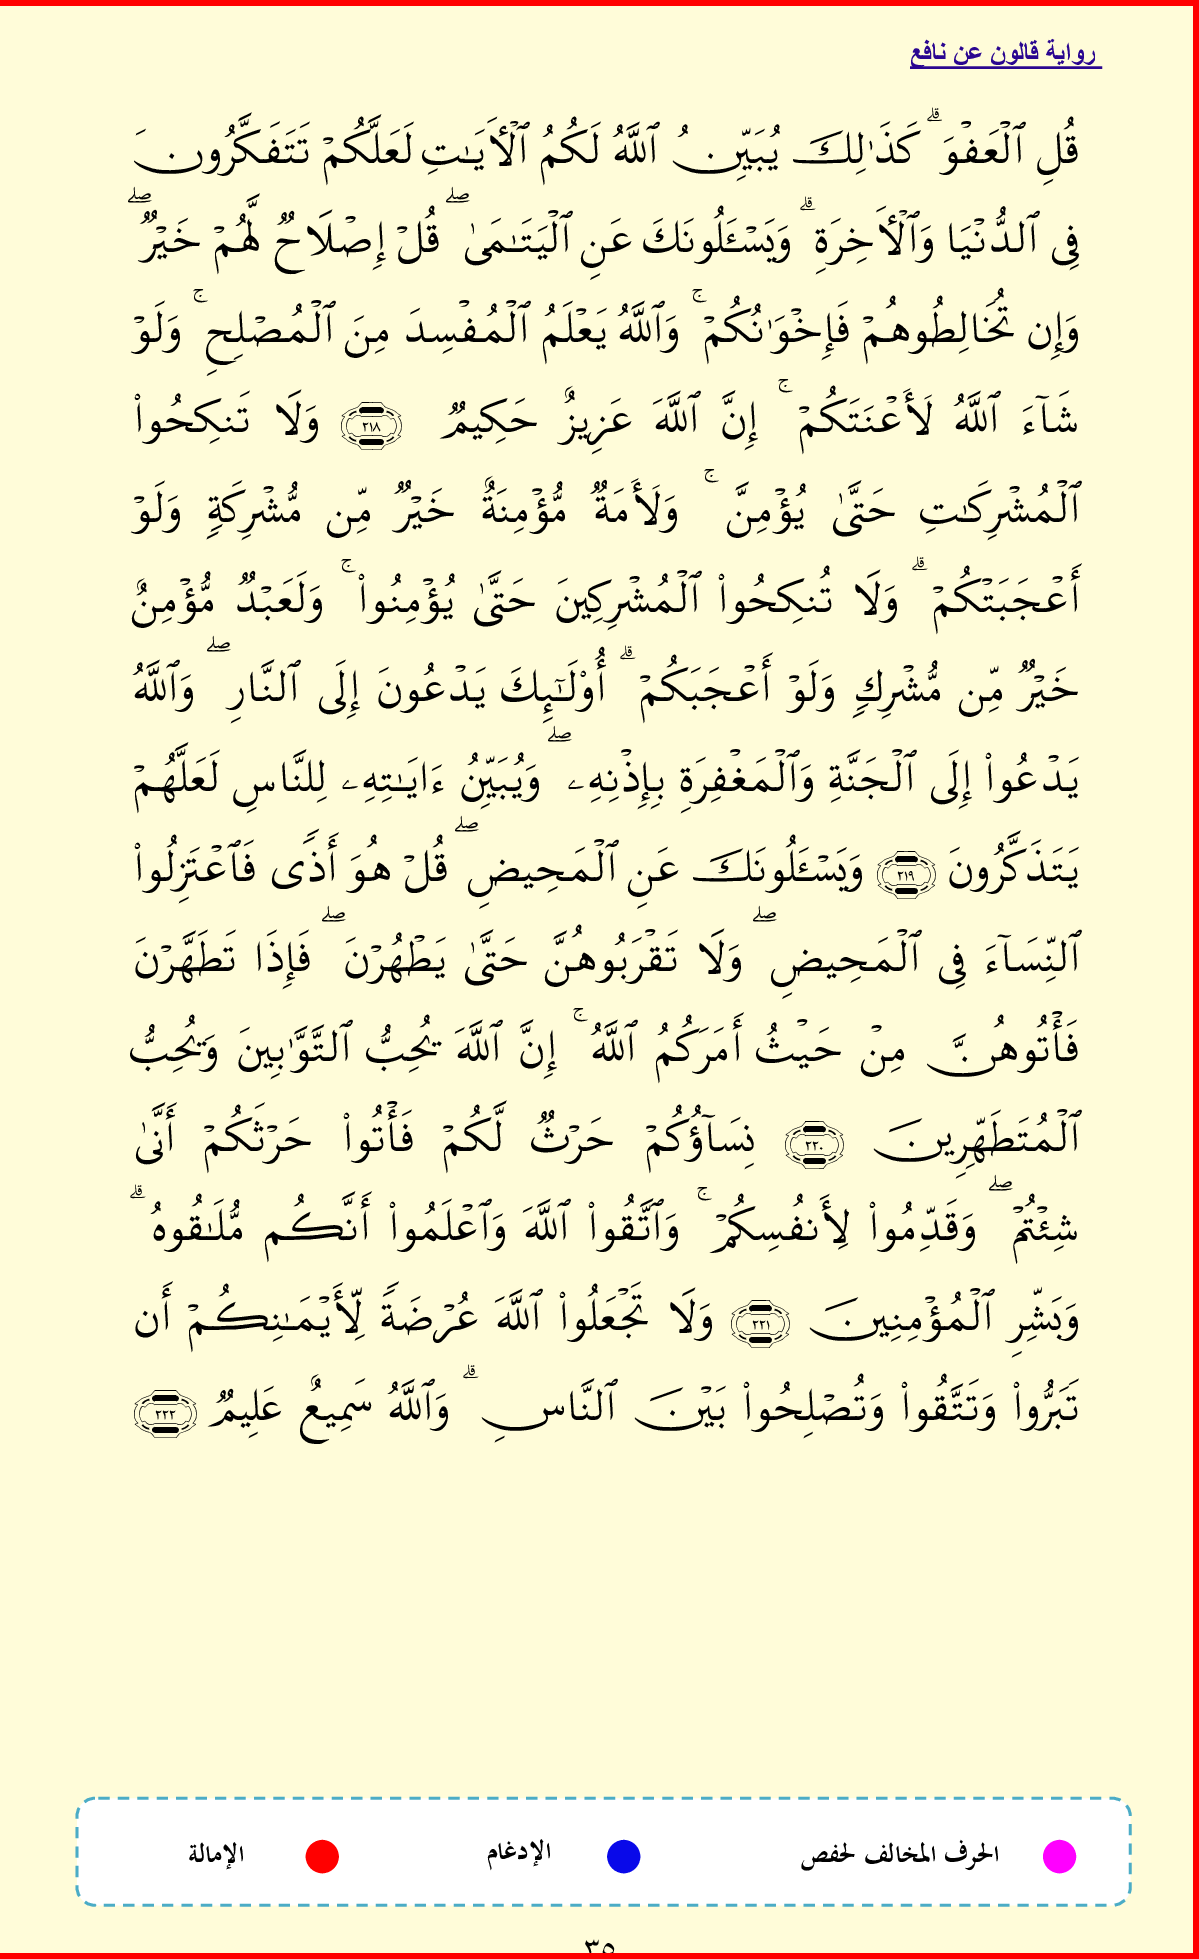 رواية قالون عن نافع
قُلِ ٱلْعَفْوَ ۗ كَذَٰلِكَ يُبَيِّنُ ٱللَّهُ لَكُمُ ٱلْأَيَـٰتِ لَعَلَّكُمْ تَتَفَكَّرُونَ
فِى ٱلدُّنْيَا وَٱلْأَخِرَةِ ۗ وَيَسْـَٔلُونَكَ عَنِ ٱلْيَتَـٰمَىٰ ۖ قُلْ إِصْلَاحٌ لَّهُمْ خَيْرٌ ۖ
وَإِن تُخَالِطُوهُمْ فَإِخْوَٰنُكُمْ ۚ وَٱللَّهُ يَعْلَمُ ٱلْمُفْسِدَ مِنَ ٱلْمُصْلِحِ ۚ وَلَوْ
شَآءَ ٱللَّهُ لَأَعْنَتَكُمْ ۚ إِنَّ ٱللَّهَ عَزِيزٌ حَكِيمٌ ٢١٨ وَلَا تَنكِحُوا۟
ٱلْمُشْرِكَـٰتِ حَتَّىٰ يُؤْمِنَّ ۚ وَلَأَمَةٌ مُّؤْمِنَةٌ خَيْرٌ مِّن مُّشْرِكَةٍ وَلَوْ
أَعْجَبَتْكُمْ ۗ وَلَا تُنكِحُوا۟ ٱلْمُشْرِكِينَ حَتَّىٰ يُؤْمِنُوا۟ ۚ وَلَعَبْدٌ مُّؤْمِنٌ
خَيْرٌ مِّن مُّشْرِكٍ وَلَوْ أَعْجَبَكُمْ ۗ أُو۟لَـٰٓئِكَ يَدْعُونَ إِلَى ٱلنَّارِ ۖ وَٱللَّهُ
يَدْعُوا۟ إِلَى ٱلْجَنَّةِ وَٱلْمَغْفِرَةِ بِإِذْنِهِۦ ۖ وَيُبَيِّنُ ءَايَـٰتِهِۦ لِلنَّاسِ لَعَلَّهُمْ
يَتَذَكَّرُونَ ٢١٩ وَيَسْـَٔلُونَكَ عَنِ ٱلْمَحِيضِ ۖ قُلْ هُوَ أَذًى فَٱعْتَزِلُوا۟
ٱلنِّسَآءَ فِى ٱلْمَحِيضِ ۖ وَلَا تَقْرَبُوهُنَّ حَتَّىٰ يَطْهُرْنَ ۖ فَإِذَا تَطَهَّرْنَ
فَأْتُوهُنَّ مِنْ حَيْثُ أَمَرَكُمُ ٱللَّهُ ۚ إِنَّ ٱللَّهَ يُحِبُّ ٱلتَّوَّٰبِينَ وَيُحِبُّ
ٱلْمُتَطَهِّرِينَ ٢٢٠ نِسَآؤُكُمْ حَرْثٌ لَّكُمْ فَأْتُوا۟ حَرْثَكُمْ أَنَّىٰ
شِئْتُمْ ۖ وَقَدِّمُوا۟ لِأَنفُسِكُمْ ۚ وَٱتَّقُوا۟ ٱللَّهَ وَٱعْلَمُوا۟ أَنَّكُم مُّلَـٰقُوهُ ۗ
وَبَشِّرِ ٱلْمُؤْمِنِينَ ٢٢١ وَلَا تَجْعَلُوا۟ ٱللَّهَ عُرْضَةً لِّأَيْمَـٰنِكُمْ أَن
تَبَرُّوا۟ وَتَتَّقُوا۟ وَتُصْلِحُوا۟ بَيْنَ ٱلنَّاسِ ۗ وَٱللَّهُ سَمِيعٌ عَلِيمٌ ٢٢٢
الحرف المخالف لحفص الإدغام الإمالة
٣٥